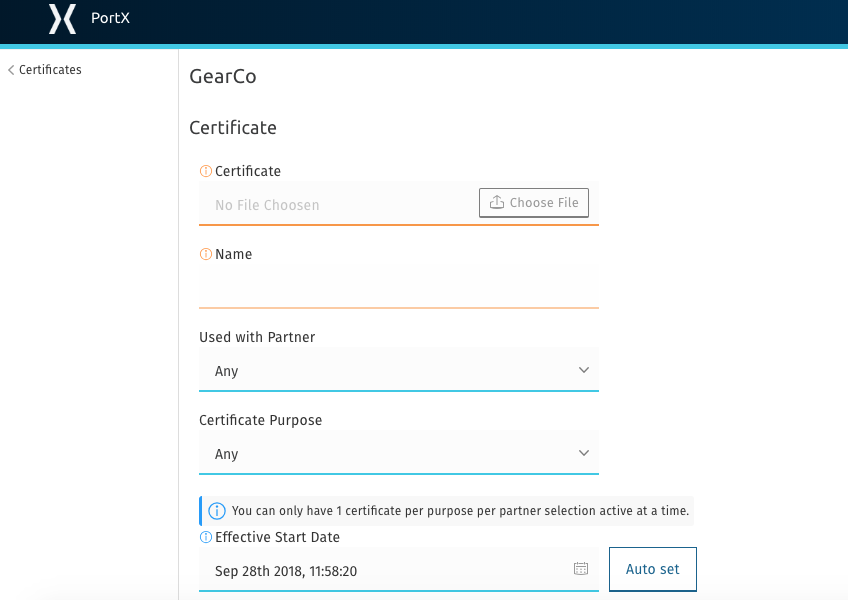 PortX
Certificates
GearCo
Certificate
Certificate
No File Choosen
Choose File
Name
Used with Partner
Any
Certificate Purpose
Any
You can only have 1 certificate per purpose per partner selection active at a time.
Effective Start Date
Sep 28th 2018, 11:58:20
Auto set